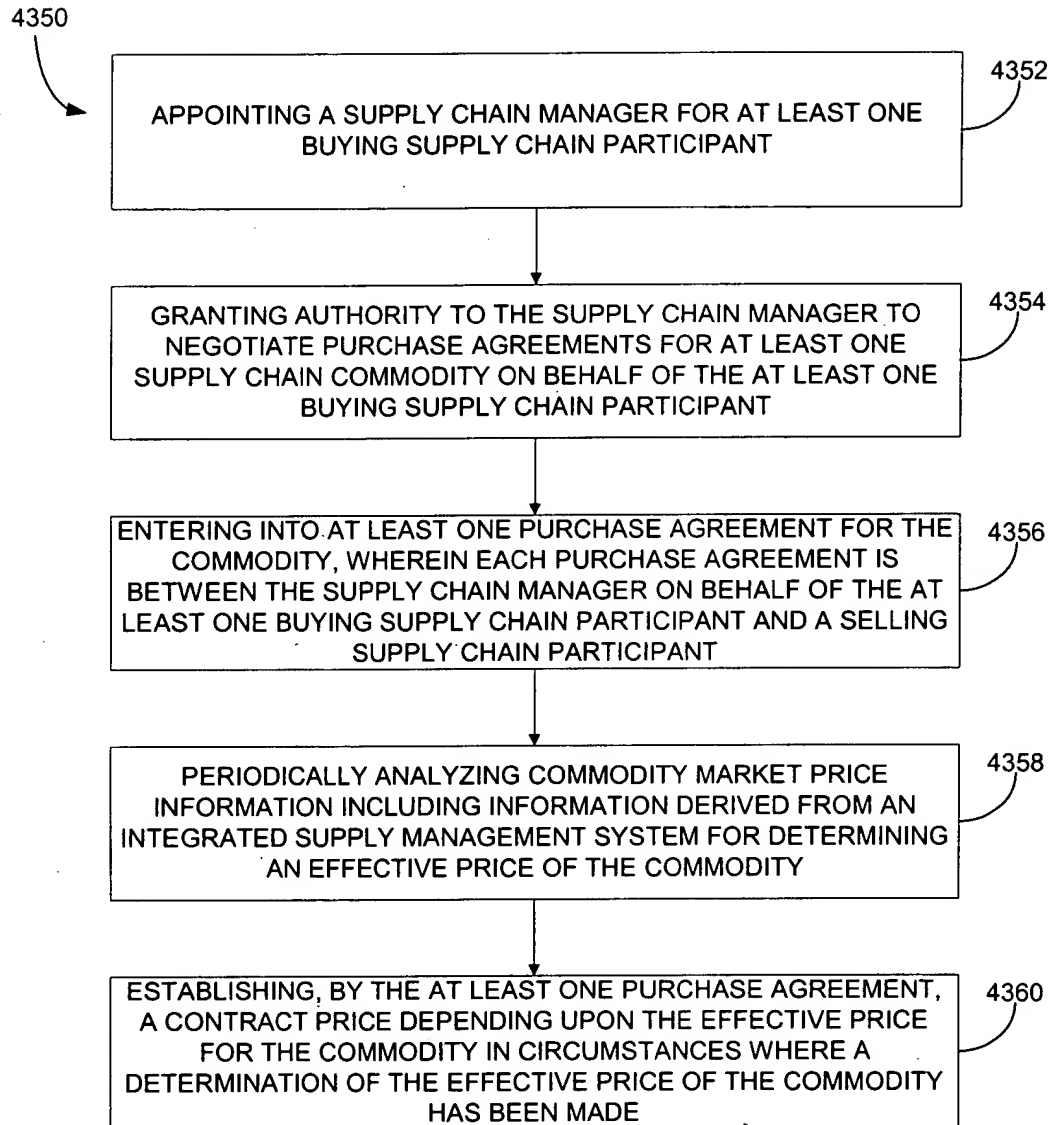 4350
4352
APPOINTING A SUPPLY CHAIN MANAGER FOR AT LEAST ONE
BUYING SUPPLY CHAIN PARTICIPANT
4354
GRANTING AUTHORITY TO THE SUPPLY CHAIN MANAGER TO
NEGOTIATE PURCHASE AGREEMENTS FOR AT LEAST ONE
SUPPLY CHAIN COMMODITY ON BEHALF OF THE AT LEAST ONE
BUYING SUPPLY CHAIN PARTICIPANT
4356
ENTERING INTO AT LEAST ONE PURCHASE AGREEMENT FOR THE
COMMODITY, WHEREIN EACH PURCHASE AGREEMENT IS
BETWEEN THE SUPPLY CHAIN MANAGER ON BEHALF OF THE AT
LEAST ONE BUYING SUPPLY CHAIN PARTICIPANT AND A SELLING
SUPPLY CHAIN PARTICIPANT
4358
PERIODICALLY ANALYZING COMMODITY MARKET PRICE
INFORMATION INCLUDING INFORMATION DERIVED FROM AN
INTEGRATED SUPPLY MANAGEMENT SYSTEM FOR DETERMINING
AN EFFECTIVE PRICE OF THE COMMODITY
4360
ESTABLISHING, BY THE AT LEAST ONE PURCHASE AGREEMENT,
A CONTRACT PRICE DEPENDING UPON THE EFFECTIVE PRICE
FOR THE COMMODITY IN CIRCUMSTANCES WHERE A
DETERMINATION OF THE EFFECTIVE PRICE OF THE COMMODITY
HAS BEEN MADE